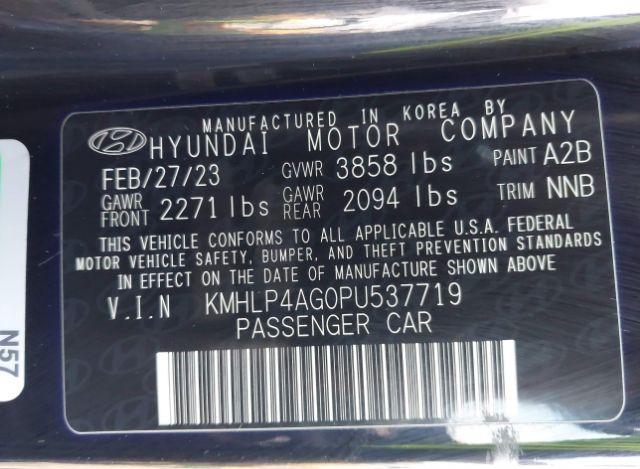 MANUFACTURED IN KOREA BY
HYUNDAI MOTOR COMPANY
FEB/27/23 GVWR 3858 lbs PAINT A2B
GAWR FRONT 2271 lbs GAWR REAR 2094 lbs TRIM NNB
THIS VEHICLE CONFORMS TO ALL APPLICABLE U.S.A. FEDERAL
MOTOR VEHICLE SAFETY, BUMPER, AND THEFT PREVENTION STANDARDS
IN EFFECT ON THE DATE OF MANUFACTURE SHOWN ABOVE
V.I.N KMHLP4AG0PU537719
PASSENGER CAR
N57